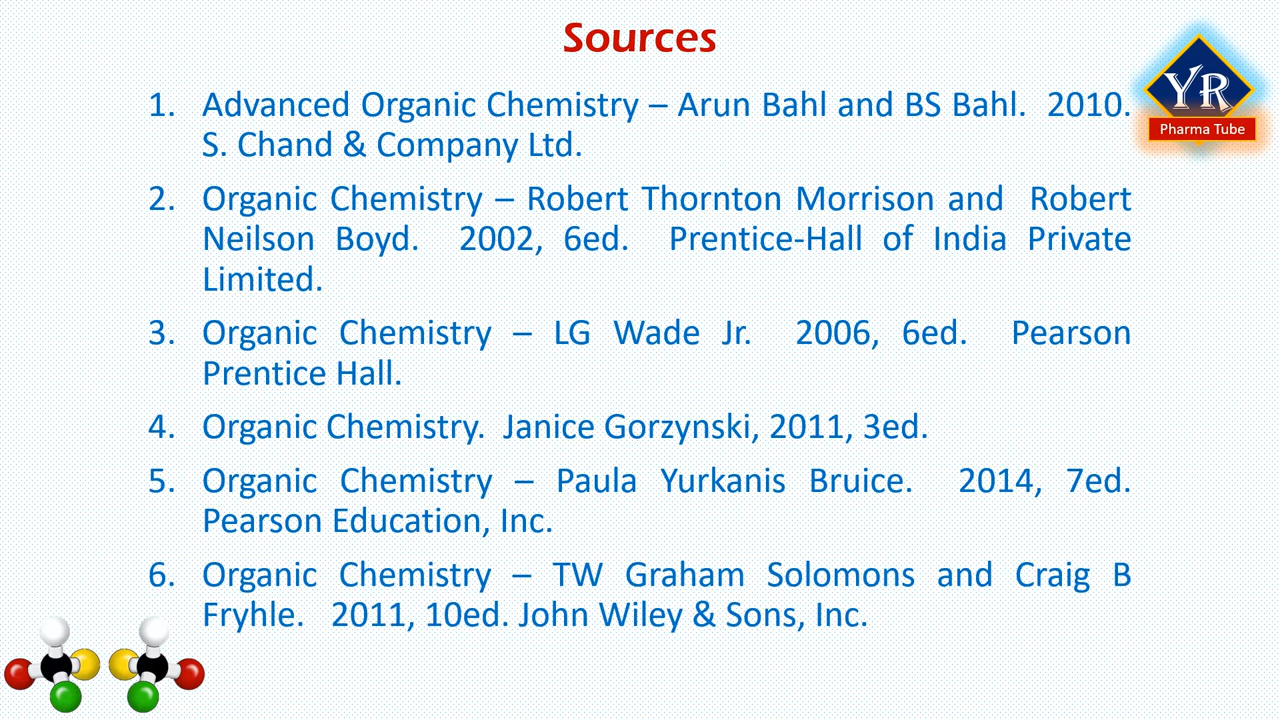 Sources
YR
Pharma Tube
1. Advanced Organic Chemistry – Arun Bahl and BS Bahl. 2010.
S. Chand & Company Ltd.
2. Organic Chemistry – Robert Thornton Morrison and Robert
Neilson Boyd. 2002, 6ed. Prentice-Hall of India Private
Limited.
3. Organic Chemistry – LG Wade Jr. 2006, 6ed. Pearson
Prentice Hall.
4. Organic Chemistry. Janice Gorzynski, 2011, 3ed.
5. Organic Chemistry – Paula Yurkanis Bruice. 2014, 7ed.
Pearson Education, Inc.
6. Organic Chemistry – TW Graham Solomons and Craig B
Fryhle. 2011, 10ed. John Wiley & Sons, Inc.